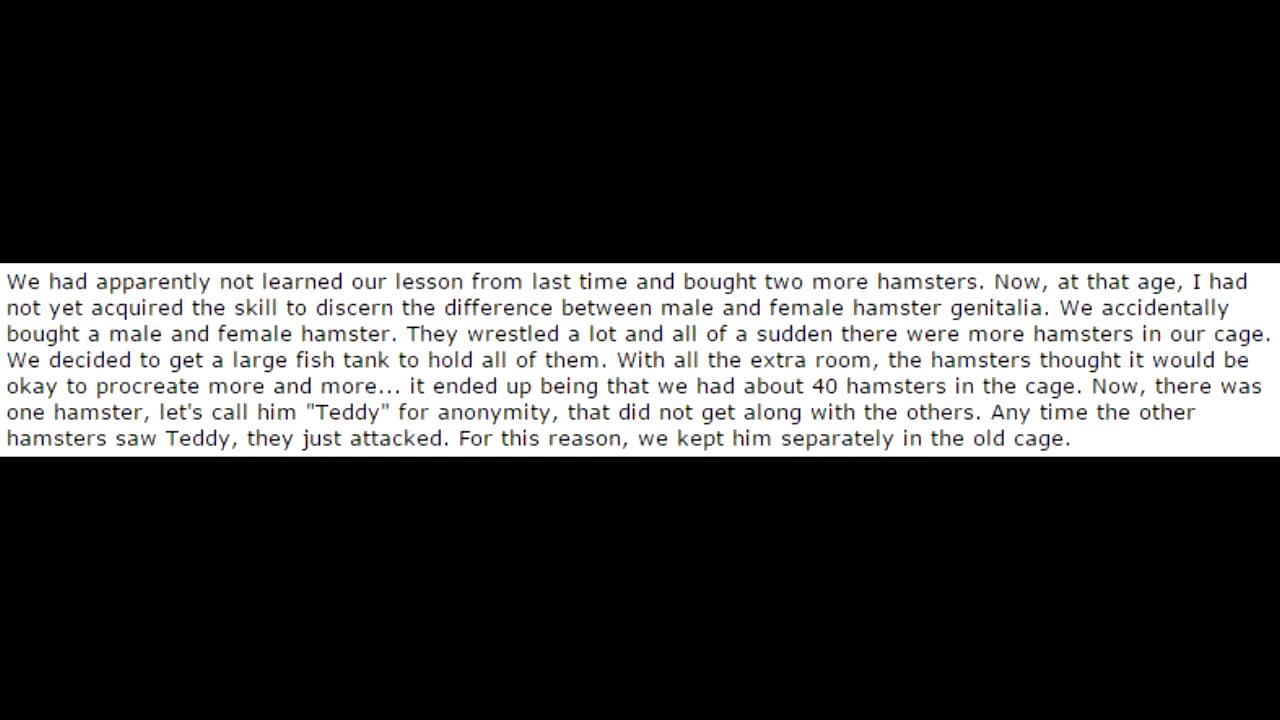 We had apparently not learned our lesson from last time and bought two more hamsters. Now, at that age, I had
not yet acquired the skill to discern the difference between male and female hamster genitalia. We accidentally
bought a male and female hamster. They wrestled a lot and all of a sudden there were more hamsters in our cage.
We decided to get a large fish tank to hold all of them. With all the extra room, the hamsters thought it would be
okay to procreate more and more... it ended up being that we had about 40 hamsters in the cage. Now, there was
one hamster, let's call him "Teddy" for anonymity, that did not get along with the others. Any time the other
hamsters saw Teddy, they just attacked. For this reason, we kept him separately in the old cage.